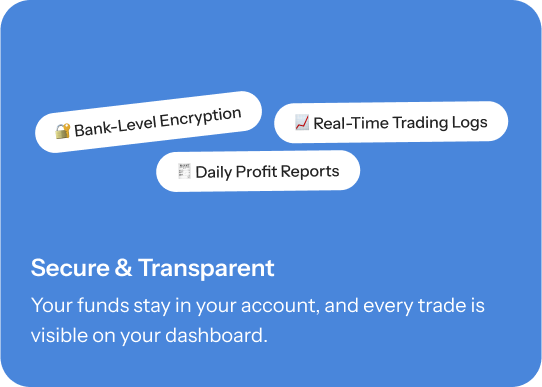 🔐 Bank-Level Encryption
📈 Real-Time Trading Logs
📰 Daily Profit Reports
Secure & Transparent
Your funds stay in your account, and every trade is
visible on your dashboard.